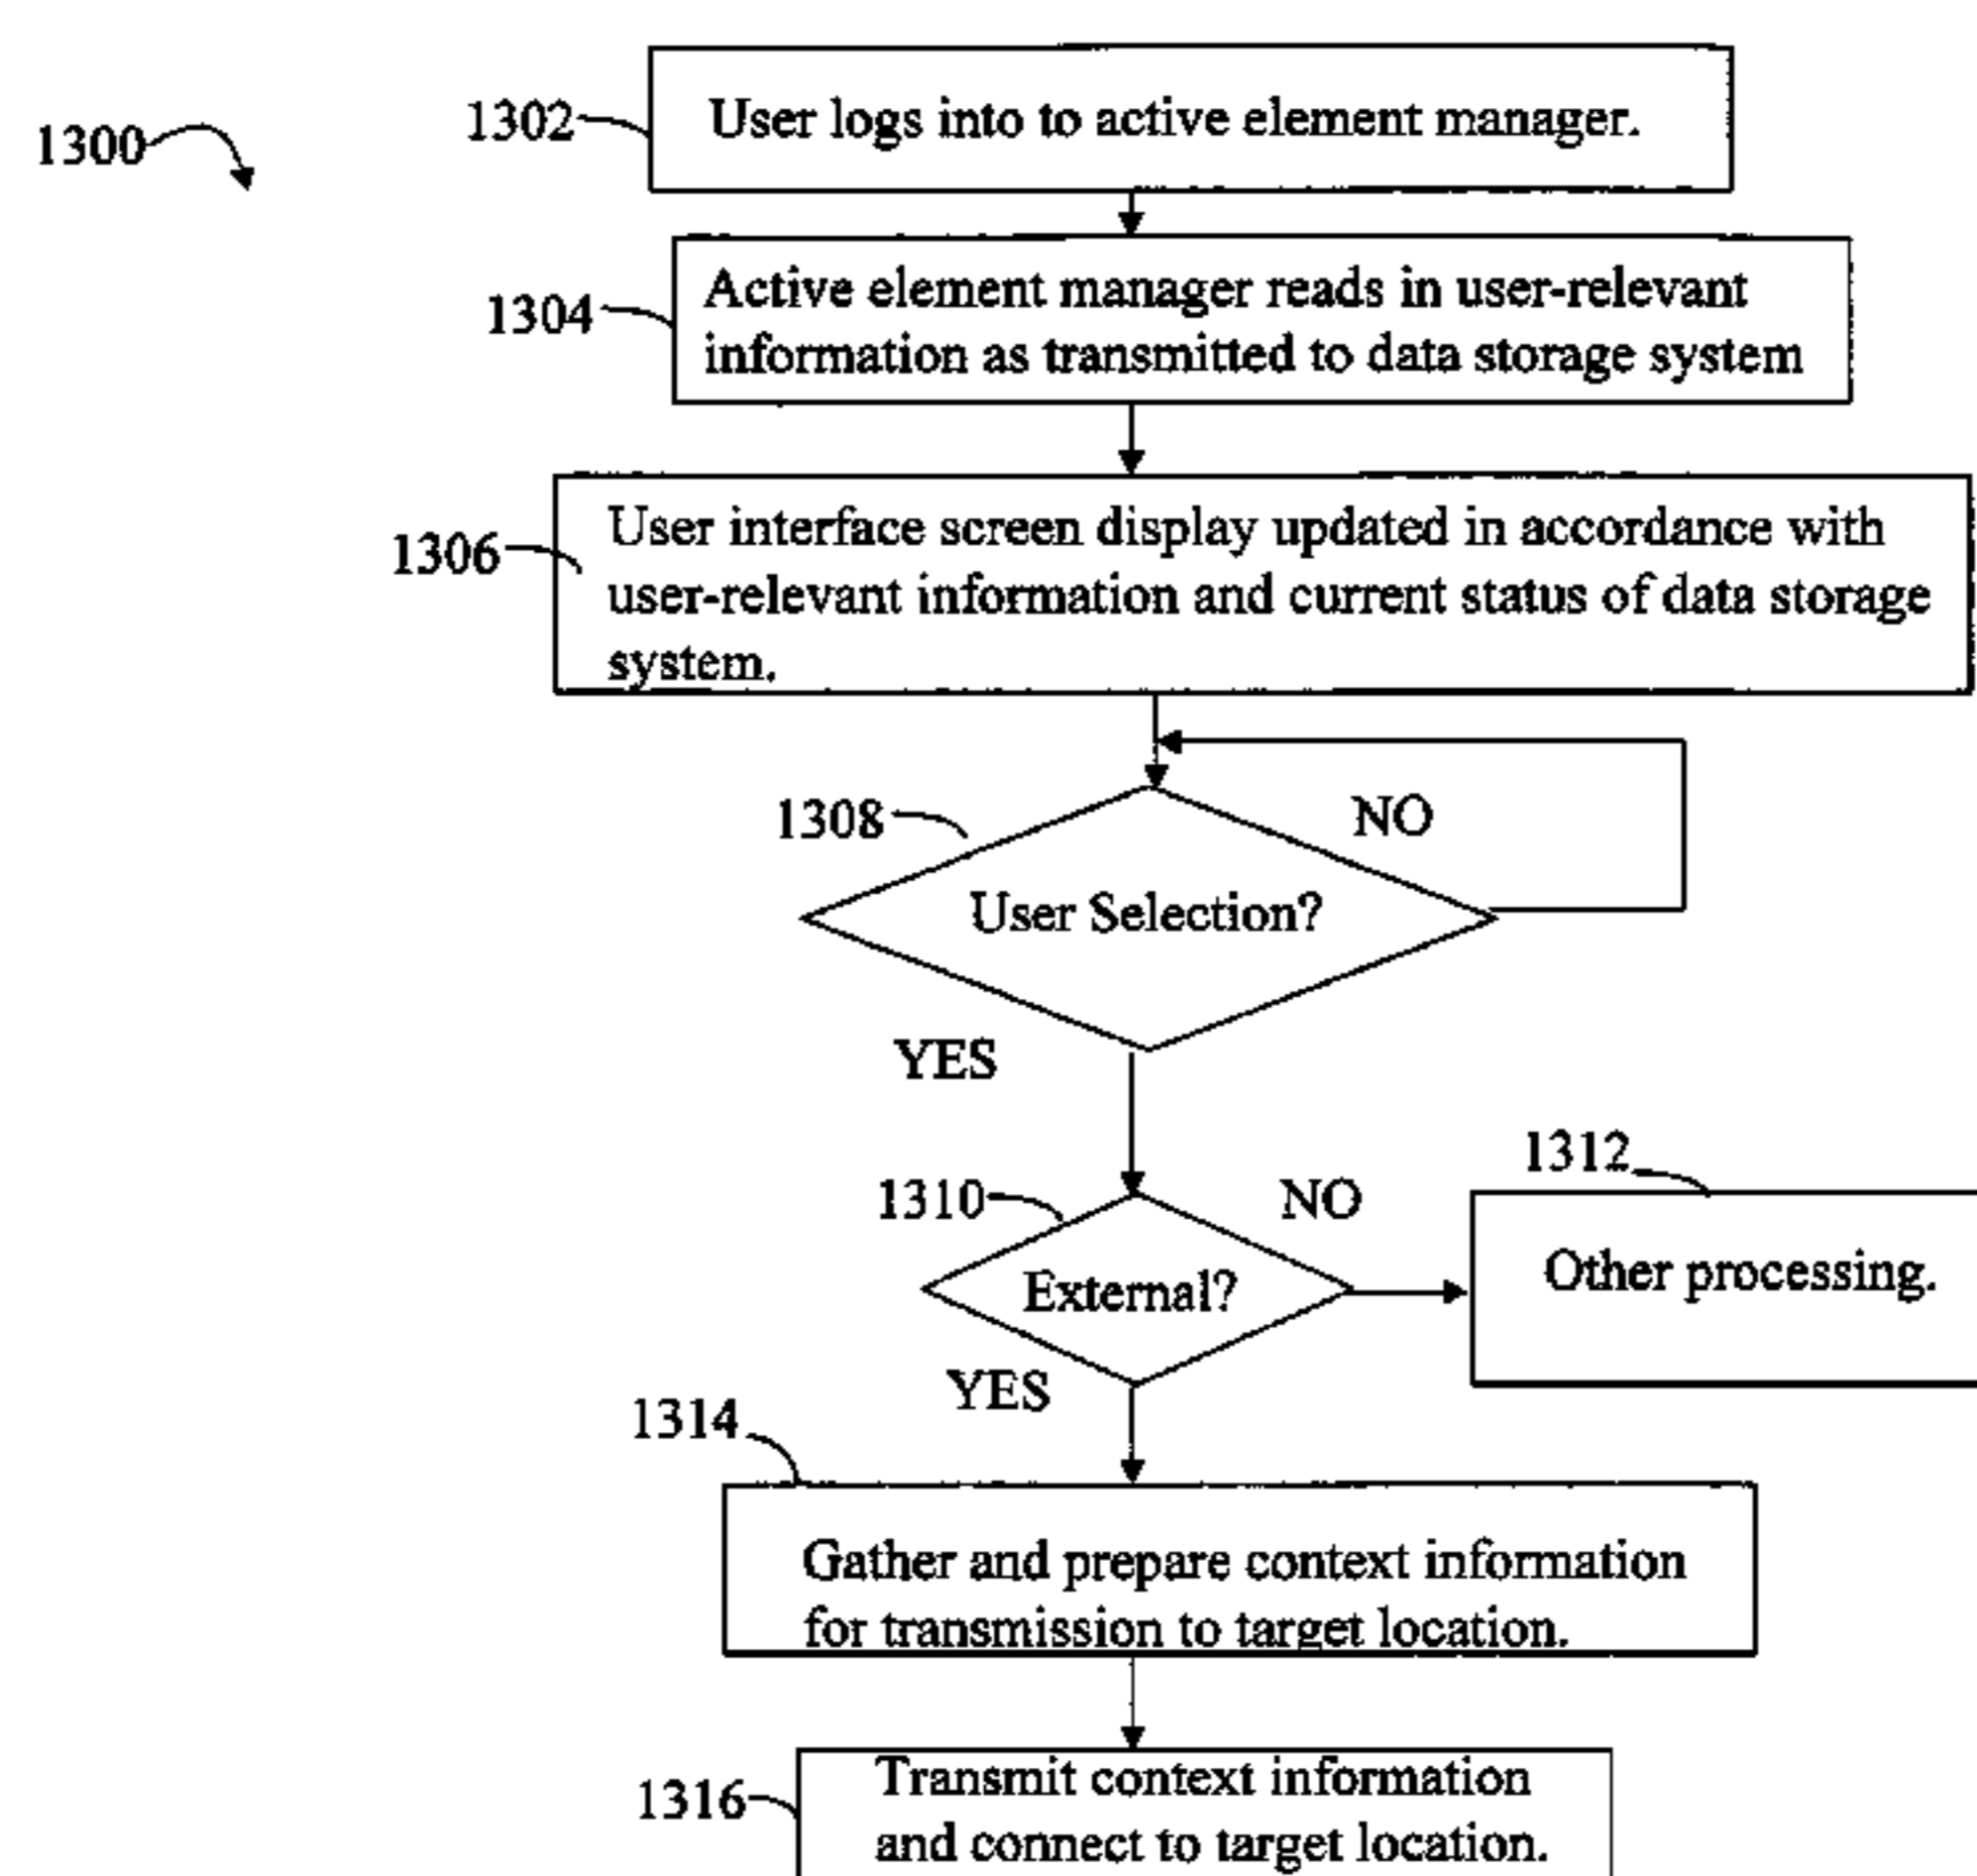 1300
1302
User logs into to active element manager.
1304
Active element manager reads in user-relevant
information as transmitted to data storage system
1306
User interface screen display updated in accordance with
user-relevant information and current status of data storage
system.
1308
NO
User Selection?
YES
1312
1310
NO
External?
Other processing.
YES
1314
Gather and prepare context information
for transmission to target location.
1316
Transmit context information
and connect to target location.